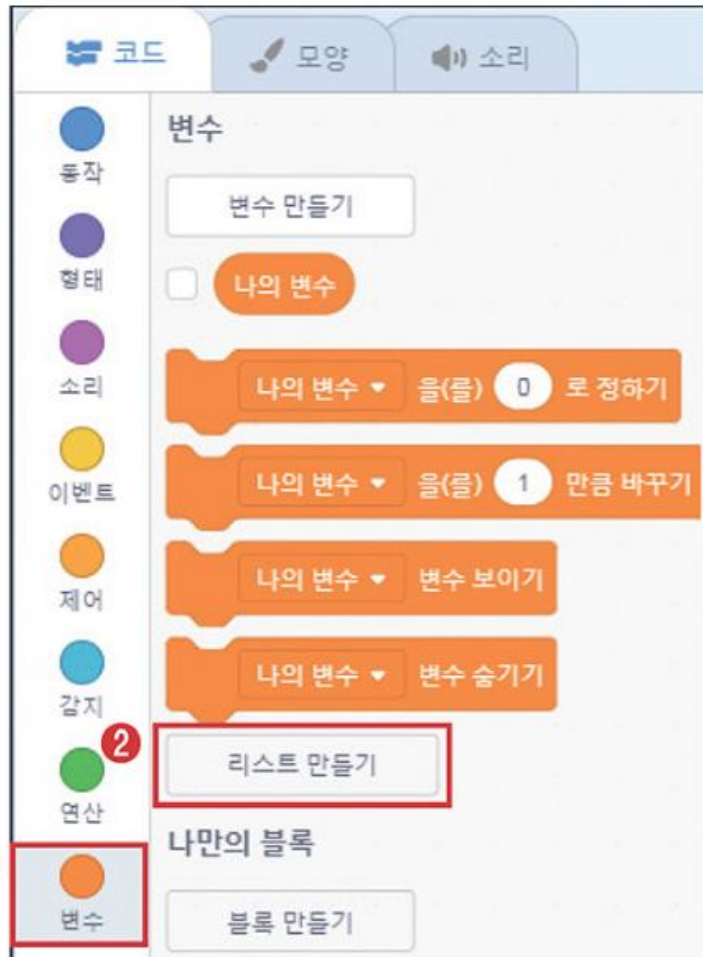 코드 모양 소리
변수
동작
변수 만들기
형태
나의 변수
소리
나의 변수 을(를) 0 로 정하기
이벤트
나의 변수 을(를) 1 만큼 바꾸기
제어
나의 변수 변수 보이기
감지
나의 변수 변수 숨기기
2
리스트 만들기
연산
나만의 블록
변수
블록 만들기